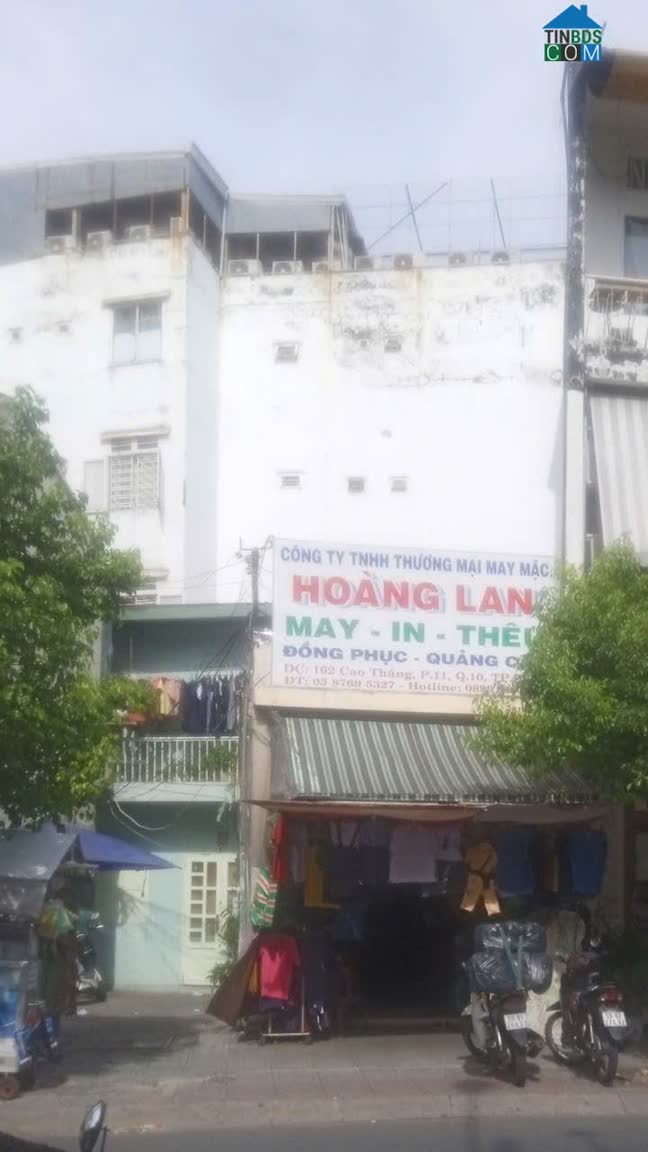 TINBDS
COM
CÔNG TY TNHH THƯƠNG MẠI MAY MẶC
HOÀNG LAN
MAY - IN - THÊU
ĐỒNG PHỤC - QUẢNG
ĐC: 162 Cao Thắng, P.11, Q.10, TP
ĐT: 03 8769 5327 - Hotline: